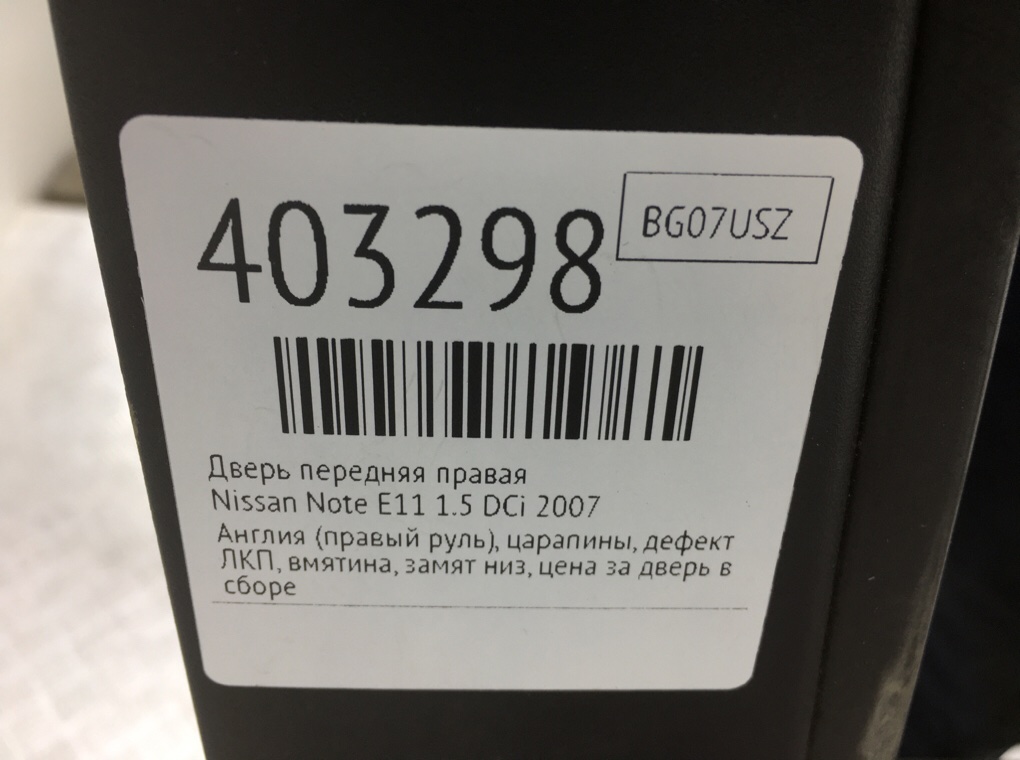 403298
BG07USZ
Дверь передняя правая
Nissan Note E11 1.5 DCi 2007
Англия (правый руль), царапины, дефект
ЛКП, вмятина, замят низ, цена за дверь в
сборе